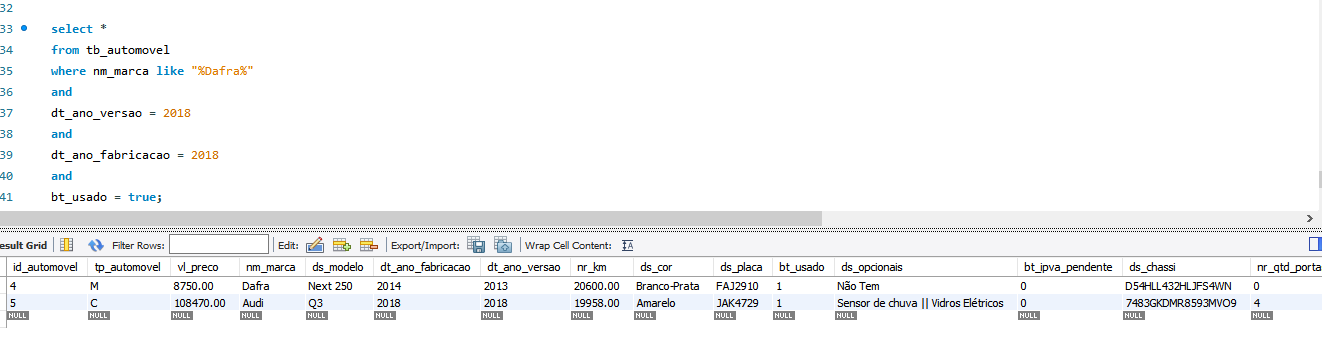 32
33 select *
34 from tb_automovel
35 where nm_marca like "%Dafra%"
36 and
37 dt_ano_versao = 2018
38 and
39 dt_ano_fabricacao = 2018
40 and
41 bt_usado = true;
esult Grid Filter Rows: Edit: Export/Import: Wrap Cell Content: IA
id_automovel tp_automovel vl_preco nm_marca ds_modelo dt_ano_fabricacao dt_ano_versao nr_km ds_cor ds_placa bt_usado ds_opcionais bt_ipva_pendente ds_chassi nr_qtd_porta
4 M 8750.00 Dafra Next 250 2014 2013 20600.00 Branco-Prata FAJ2910 1 Não Tem 0 D54HLL432HLJFS4WN 0
5 C 108470.00 Audi Q3 2018 2018 19958.00 Amarelo JAK4729 1 Sensor de chuva || Vidros Elétricos 0 7483GKDMR8593MVO9 4
NULL NULL NULL NULL NULL NULL NULL NULL NULL NULL NULL NULL NULL NULL NULL